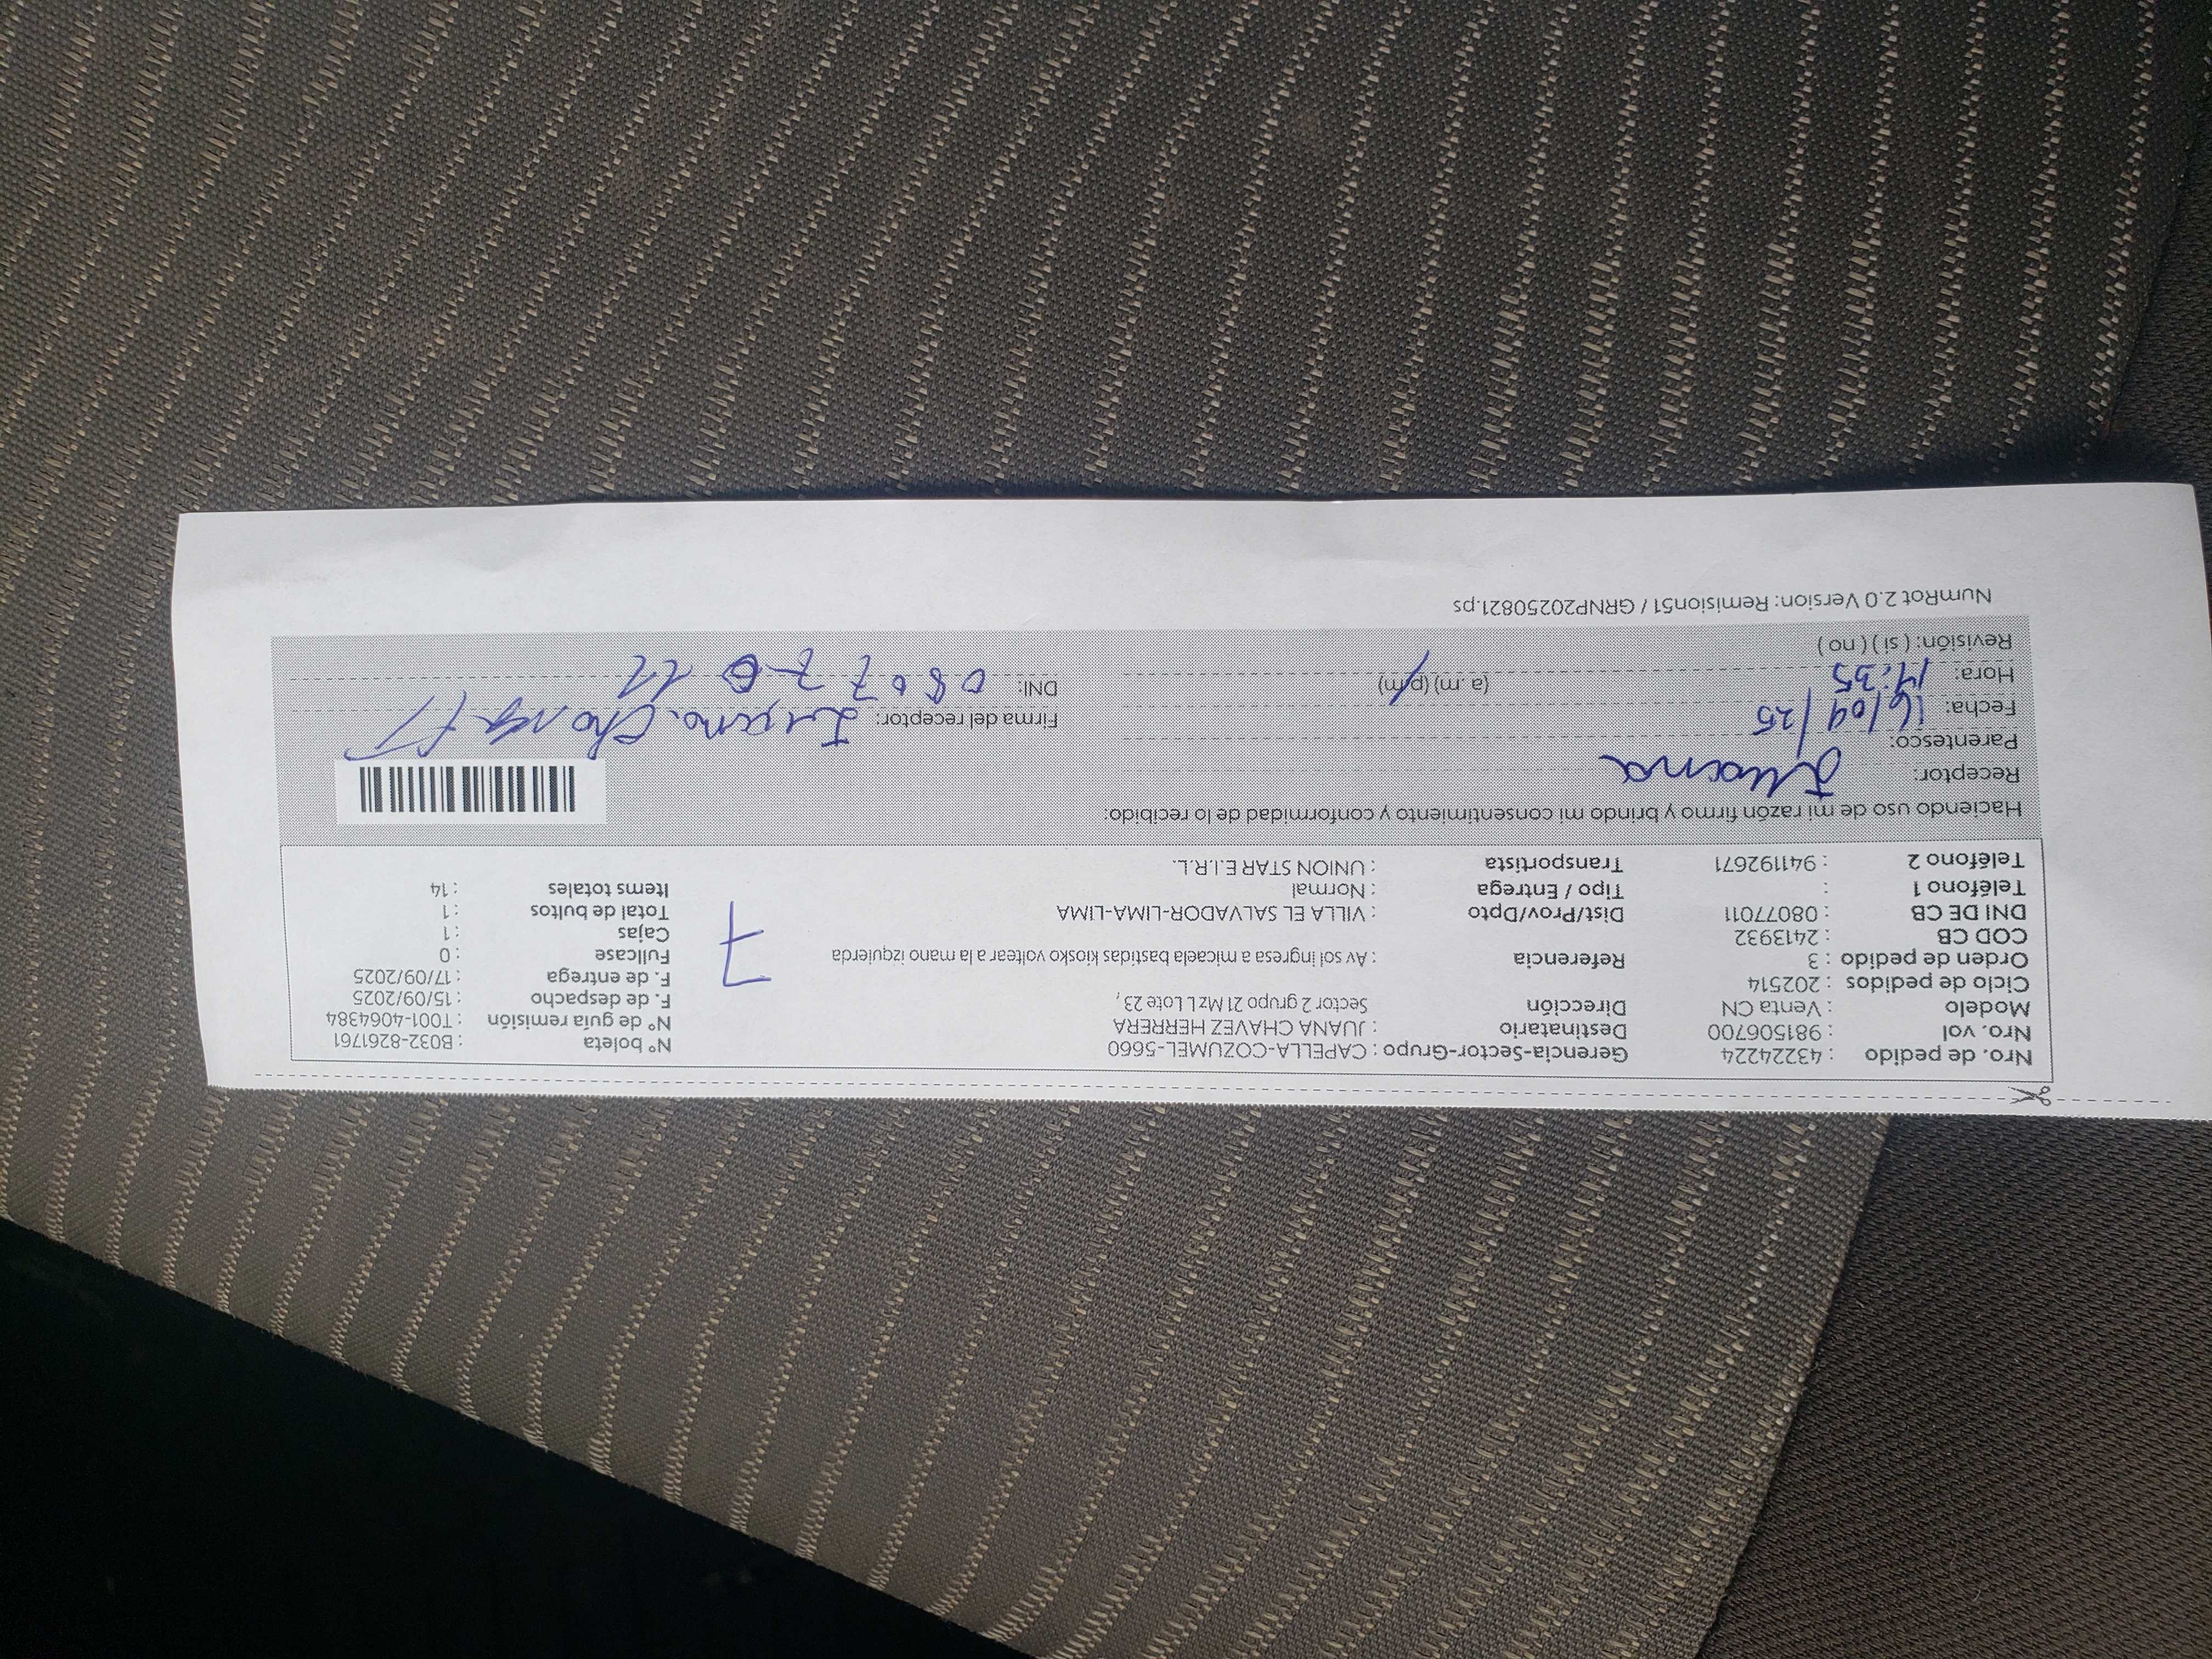 Nro. de pedido : 43224224
Nro. vol : 981506700
Modelo : Venta CN
Ciclo de pedidos : 202514
Orden de pedido : 3
COD CB : 2413932
DNI DE CB : 08077011
Teléfono 1 :
Teléfono 2 : 941192671
Gerencia-Sector-Grupo : CAPELLA-COZUMEL-5660
Destinatario : JUANA CHAVEZ HERRERA
Dirección Sector 2 grupo 21 Mz L Lote 23,
Referencia : Av sol ingresa a micaela bastidas kiosko voltear a la mano izquierda
Dist/Prov/Dpto : VILLA EL SALVADOR-LIMA-LIMA
Tipo / Entrega : Normal
Transportista : UNION STAR E.I.R.L.
7
N° boleta : B032-8261761
N° de guía remisión : T001-4064384
F. de despacho : 15/09/2025
F. de entrega : 17/09/2025
Fullcase : 0
Cajas : 1
Total de bultos : 1
Items totales : 14
Haciendo uso de mi razón firmo y brindo mi consentimiento y conformidad de lo recibido:
Receptor: Juana
Parentesco:
Fecha: 16/09/25
Hora: 14:35 (a.m) (p.m)
Revisión: ( si ) ( no )
Firma del receptor:
DNI:
NumRot 2.0 Version: Remision51 / GRNP20250821.ps